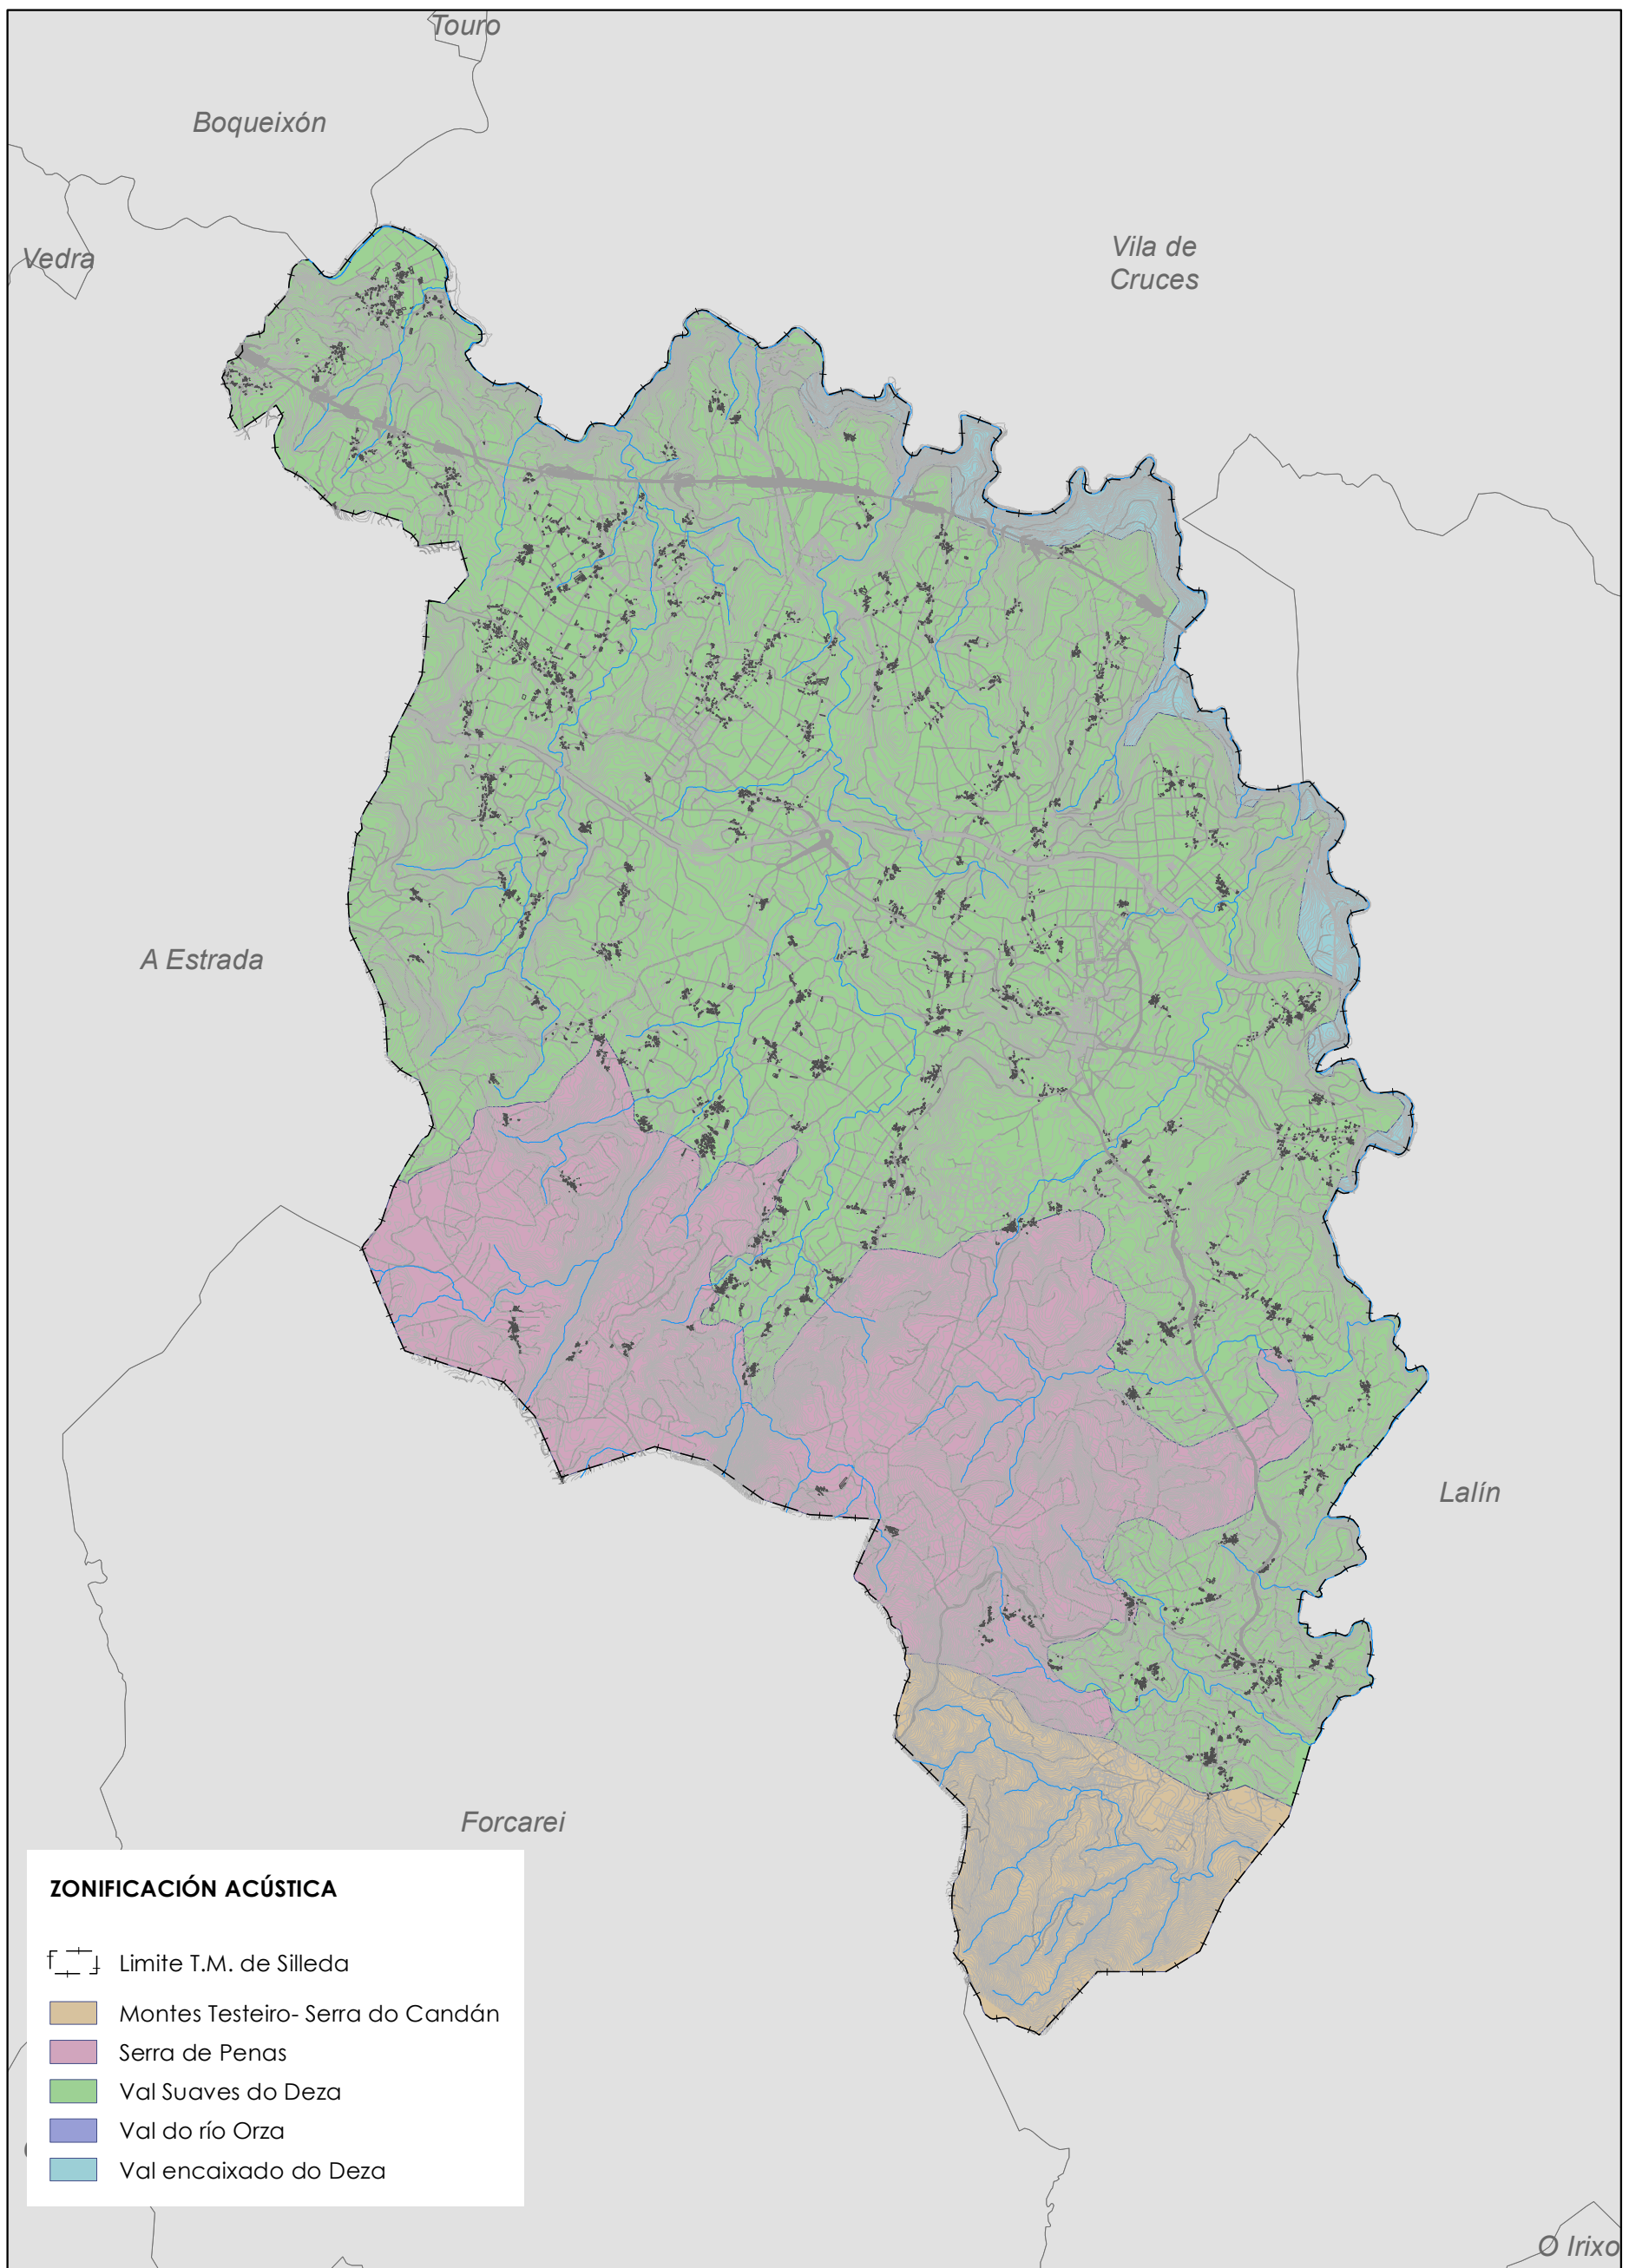 Touro
Boqueixón
Vedra
Vila de
Cruces
A Estrada
Lalín
Forcarei
ZONIFICACIÓN ACÚSTICA
Limite T.M. de Silleda
Montes Testeiro- Serra do Candán
Serra de Penas
Val Suaves do Deza
Val do río Orza
Val encaixado do Deza
O Irixo